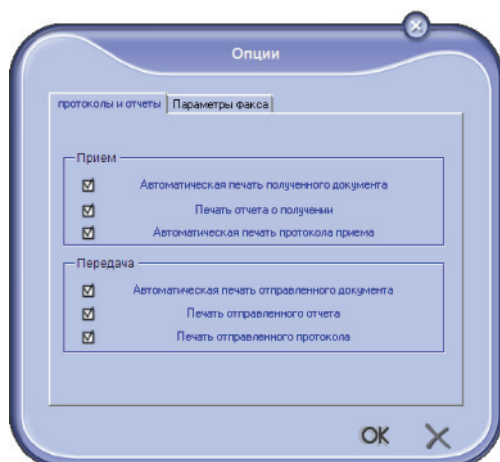 Опции
протоколы и отчеты Параметры факса
Прием
Автоматическая печать полученного документа
Печать отчета о получении
Автоматическая печать протокола приема
Передача
Автоматическая печать отправленного документа
Печать отправленного отчета
Печать отправленного протокола
OK